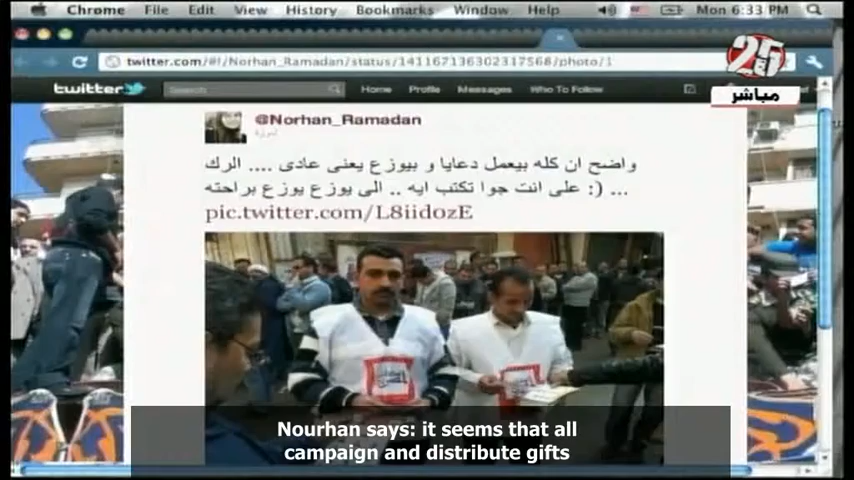 Chrome File Edit View History Bookmarks Window Help Mon 6:33 PM
twitter.com/#!/Norhan_Ramadan/status/141167136302317568/photo/1
25
مباشر
twitter Search Home Profile Messages Who To Follow
@Norhan_Ramadan
واضح ان كله بيعمل دعايا و بيوزع يعنى عادى .... الرك
على انت جوا تكتب ايه .. الى يوزع يوزع براحته :) ...
pic.twitter.com/L8iidozE
Nourhan says: it seems that all
campaign and distribute gifts